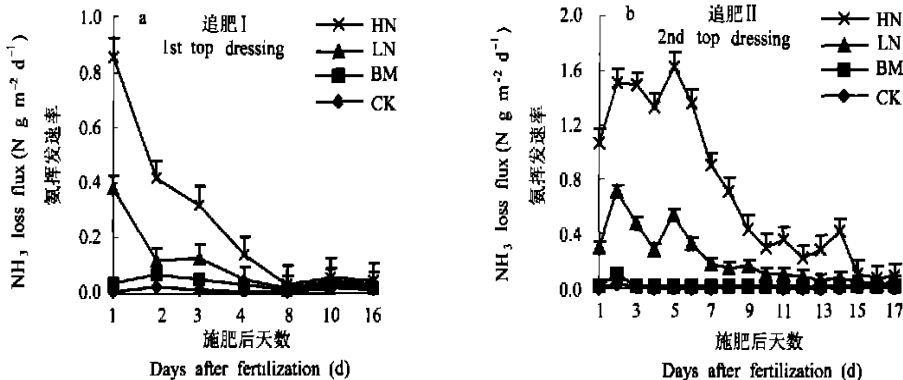 a
追肥I
1st top dressing
HN
LN
BM
CK
1.0
0.8
0.6
0.4
0.2
0.0
NH₃ loss flux (N g m⁻² d⁻¹)
氨挥发速率
1 2 3 4 8 10 16
施肥后天数
Days after fertilization (d)
b
追肥II
2nd top dressing
HN
LN
BM
CK
2.0
1.6
1.2
0.8
0.4
0.0
NH₃ loss flux (N g m⁻² d⁻¹)
氨挥发速率
1 3 5 7 9 11 13 15 17
施肥后天数
Days after fertilization (d)